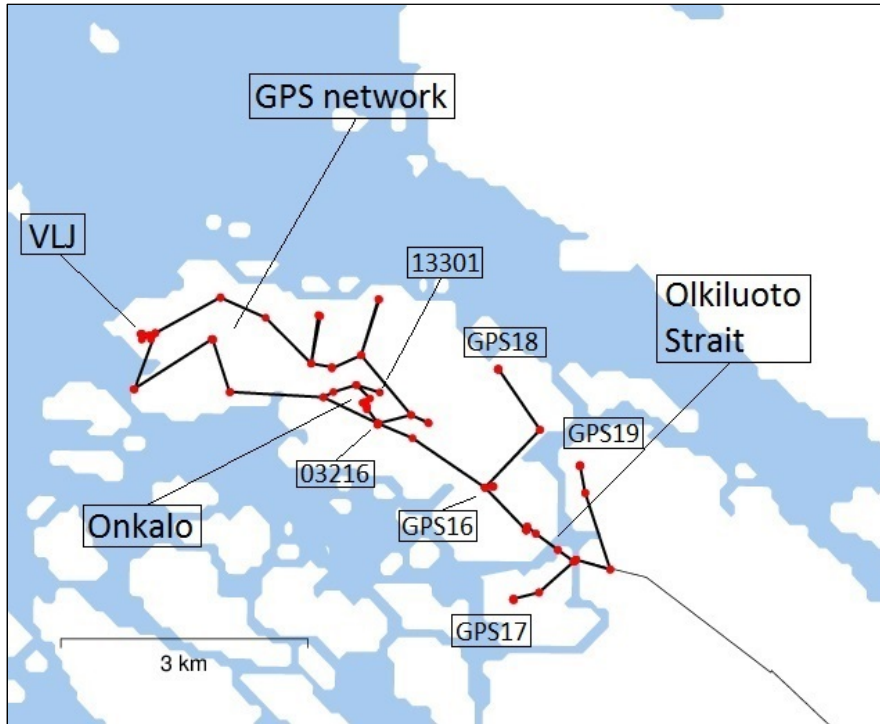 GPS network
VLJ
13301
Olkiluoto
Strait
GPS18
GPS19
03216
GPS16
Onkalo
GPS17
3 km